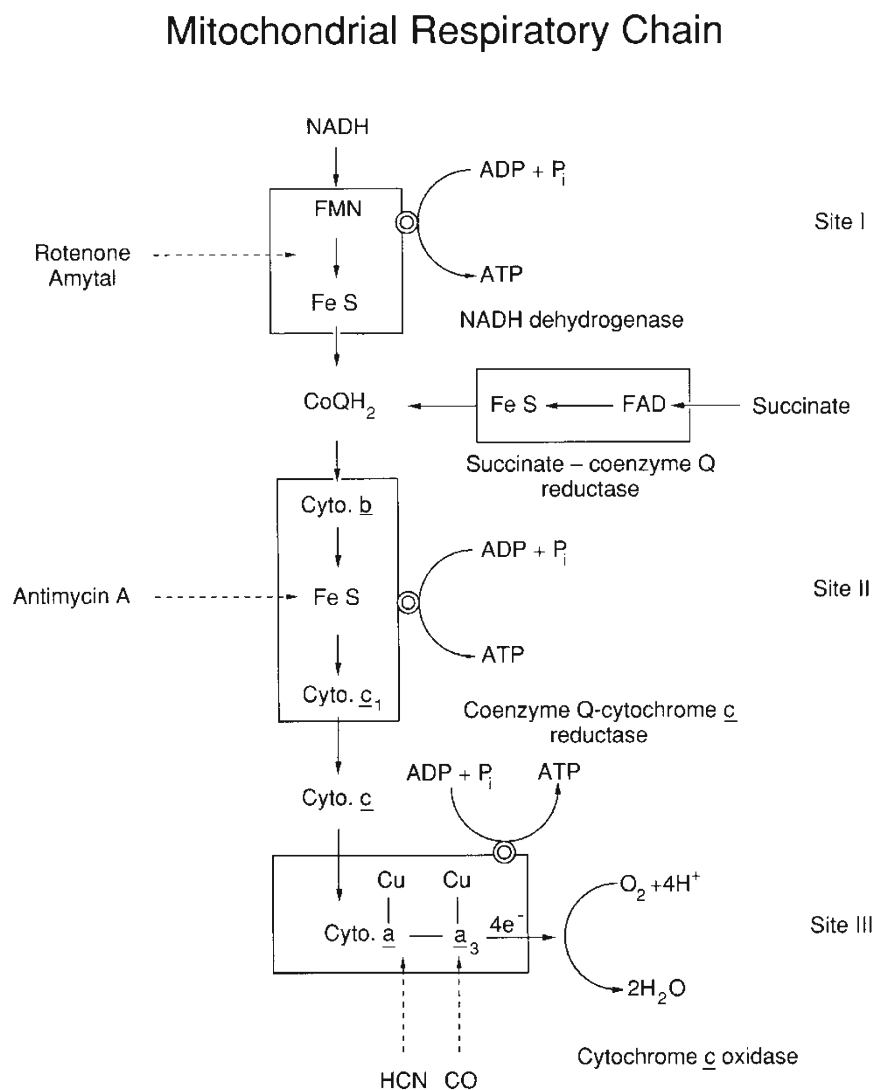 Mitochondrial Respiratory Chain
NADH
ADP + Pi
FMN
Site I
Rotenone
Amytal
ATP
Fe S
NADH dehydrogenase
CoQH2
Fe S
FAD
Succinate
Succinate – coenzyme Q
reductase
Cyto. b
ADP + Pi
Antimycin A
Fe S
Site II
ATP
Cyto. c1
Coenzyme Q-cytochrome c
reductase
ADP + Pi
ATP
Cyto. c
Cu
Cu
O2 +4H+
Cyto. a
a3
4e-
Site III
2H2O
Cytochrome c oxidase
HCN
CO